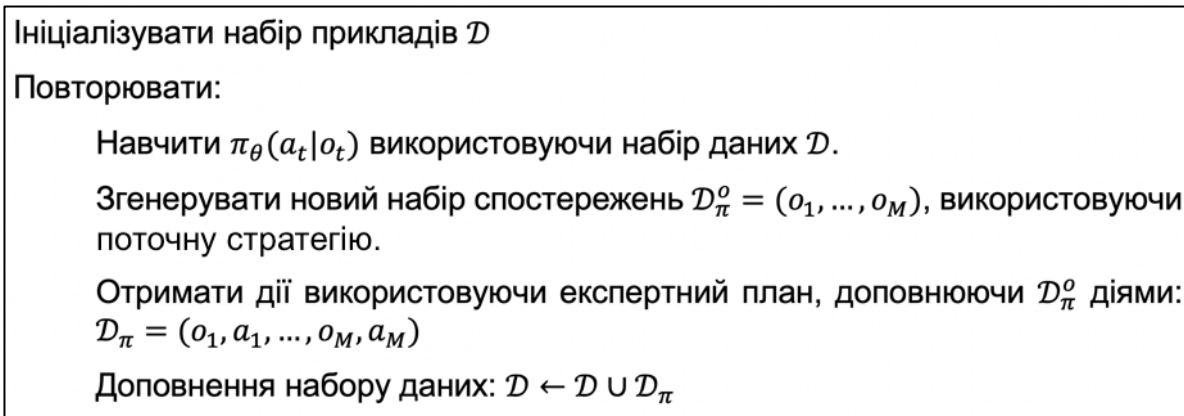 Ініціалізувати набір прикладів 𝒟
Повторювати:
Навчити π_θ(a_t|o_t) використовуючи набір даних 𝒟.
Згенерувати новий набір спостережень 𝒟_π^o = (o_1, ..., o_M), використовуючи
поточну стратегію.
Отримати дії використовуючи експертний план, доповнюючи 𝒟_π^o діями:
𝒟_π = (o_1, a_1, ..., o_M, a_M)
Доповнення набору даних: 𝒟 ← 𝒟 ∪ 𝒟_π